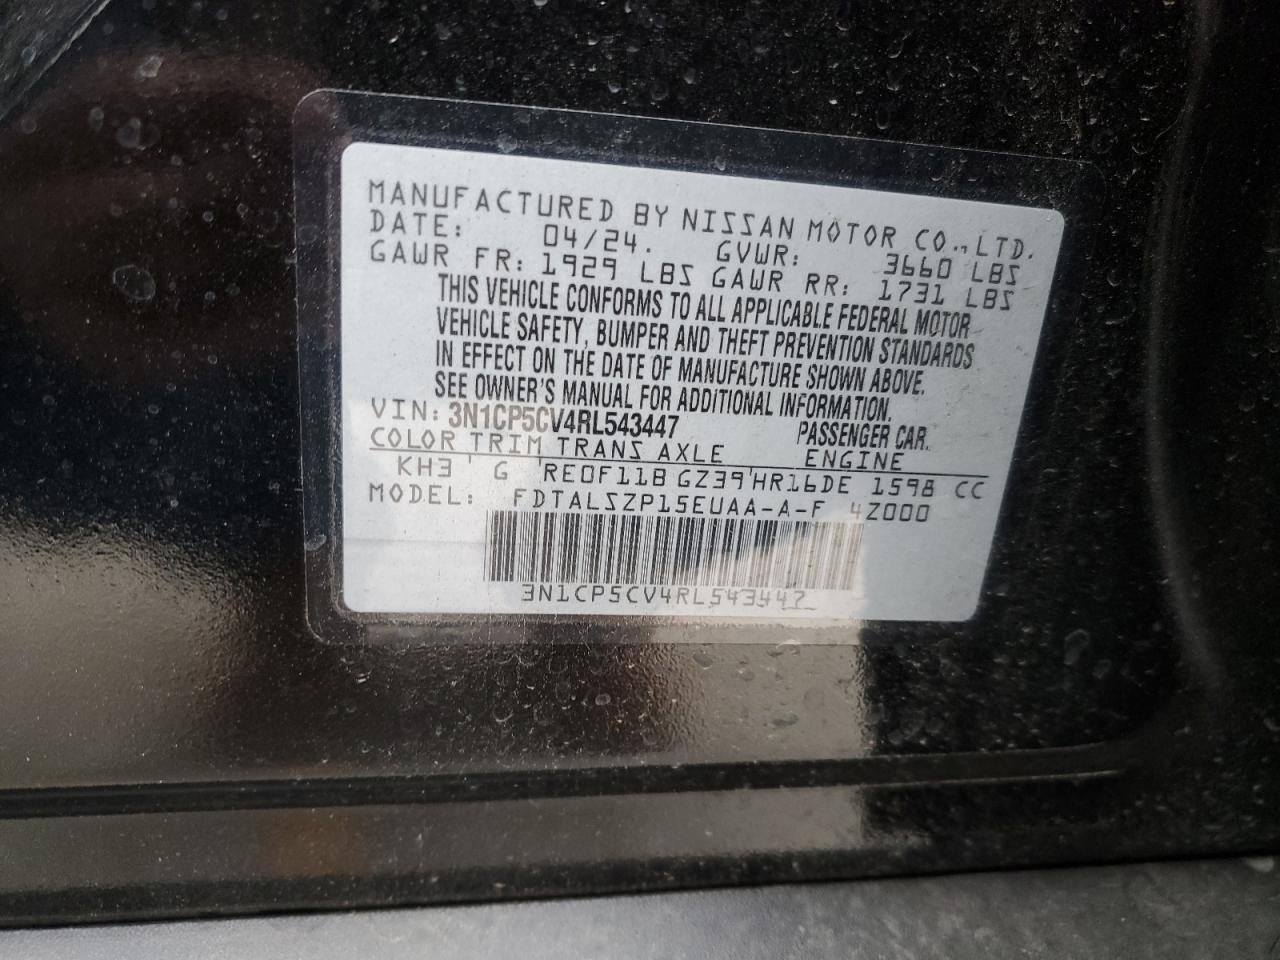 MANUFACTURED BY NISSAN MOTOR CO., LTD.
DATE: 04/24. GVWR: 3660 LBS
GAWR FR: 1929 LBS GAWR RR: 1731 LBS
THIS VEHICLE CONFORMS TO ALL APPLICABLE FEDERAL MOTOR
VEHICLE SAFETY, BUMPER AND THEFT PREVENTION STANDARDS
IN EFFECT ON THE DATE OF MANUFACTURE SHOWN ABOVE.
SEE OWNER'S MANUAL FOR ADDITIONAL INFORMATION.
VIN: 3N1CP5CV4RL543447 PASSENGER CAR.
COLOR TRIM TRANS AXLE ENGINE
KH3 ' G 'RE0F11B GZ39'HR16DE 1598 CC
MODEL: FDTALSZP15EUAA-A-F 4Z000
3N1CP5CV4RL543447